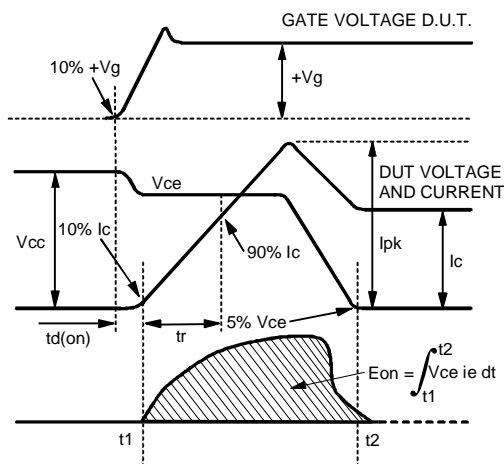 GATE VOLTAGE D.U.T.
10% +Vg
+Vg
Vce
DUT VOLTAGE
AND CURRENT
Vcc
10% Ic
90% Ic
Ipk
Ic
td(on)
tr
5% Vce
Eon = ∫ Vce ie dt
t2
t1
t1
t2